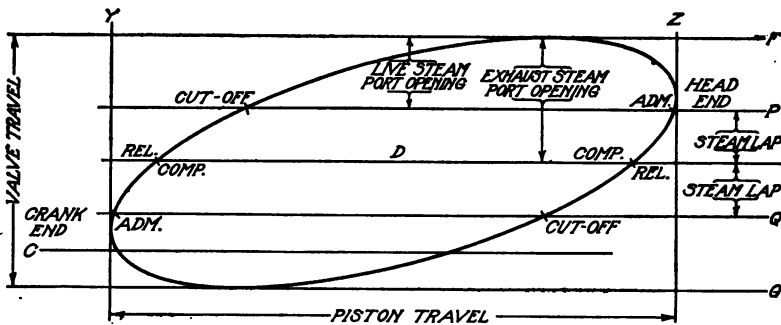 Y
Z
F
LIVE STEAM
PORT OPENING
EXHAUST STEAM
PORT OPENING
HEAD
END
CUT-OFF
ADM.
P
VALVE TRAVEL
STEAM LAP
REL.
COMP.
D
COMP.
REL.
STEAM LAP
CRANK
END
ADM.
CUT-OFF
Q
C
G
PISTON TRAVEL